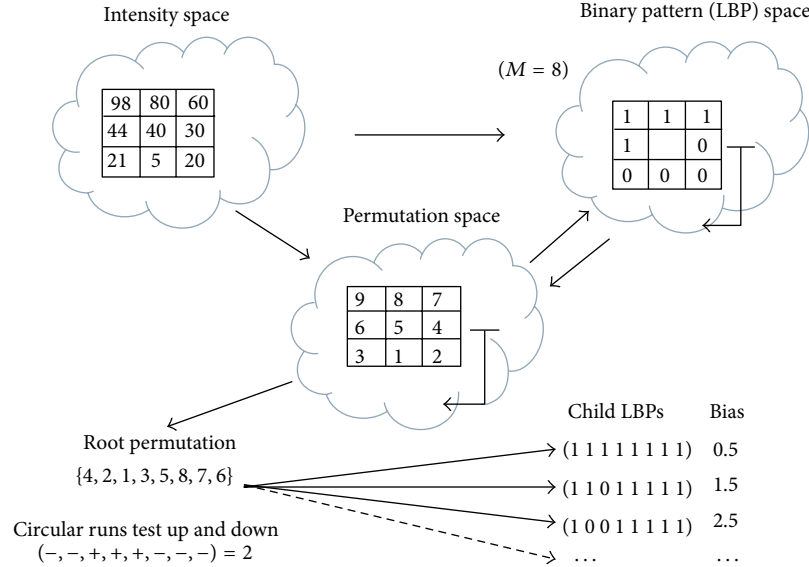 Intensity space
Binary pattern (LBP) space
(M = 8)
98 80 60
44 40 30
21 5 20
1 1 1
1 0
0 0 0
Permutation space
9 8 7
6 5 4
3 1 2
Root permutation
{4, 2, 1, 3, 5, 8, 7, 6}
Circular runs test up and down
(−, −, +, +, +, −, −, −) = 2
Child LBPs Bias
(1 1 1 1 1 1 1 1) 0.5
(1 1 0 1 1 1 1 1) 1.5
(1 0 0 1 1 1 1 1) 2.5
... ...